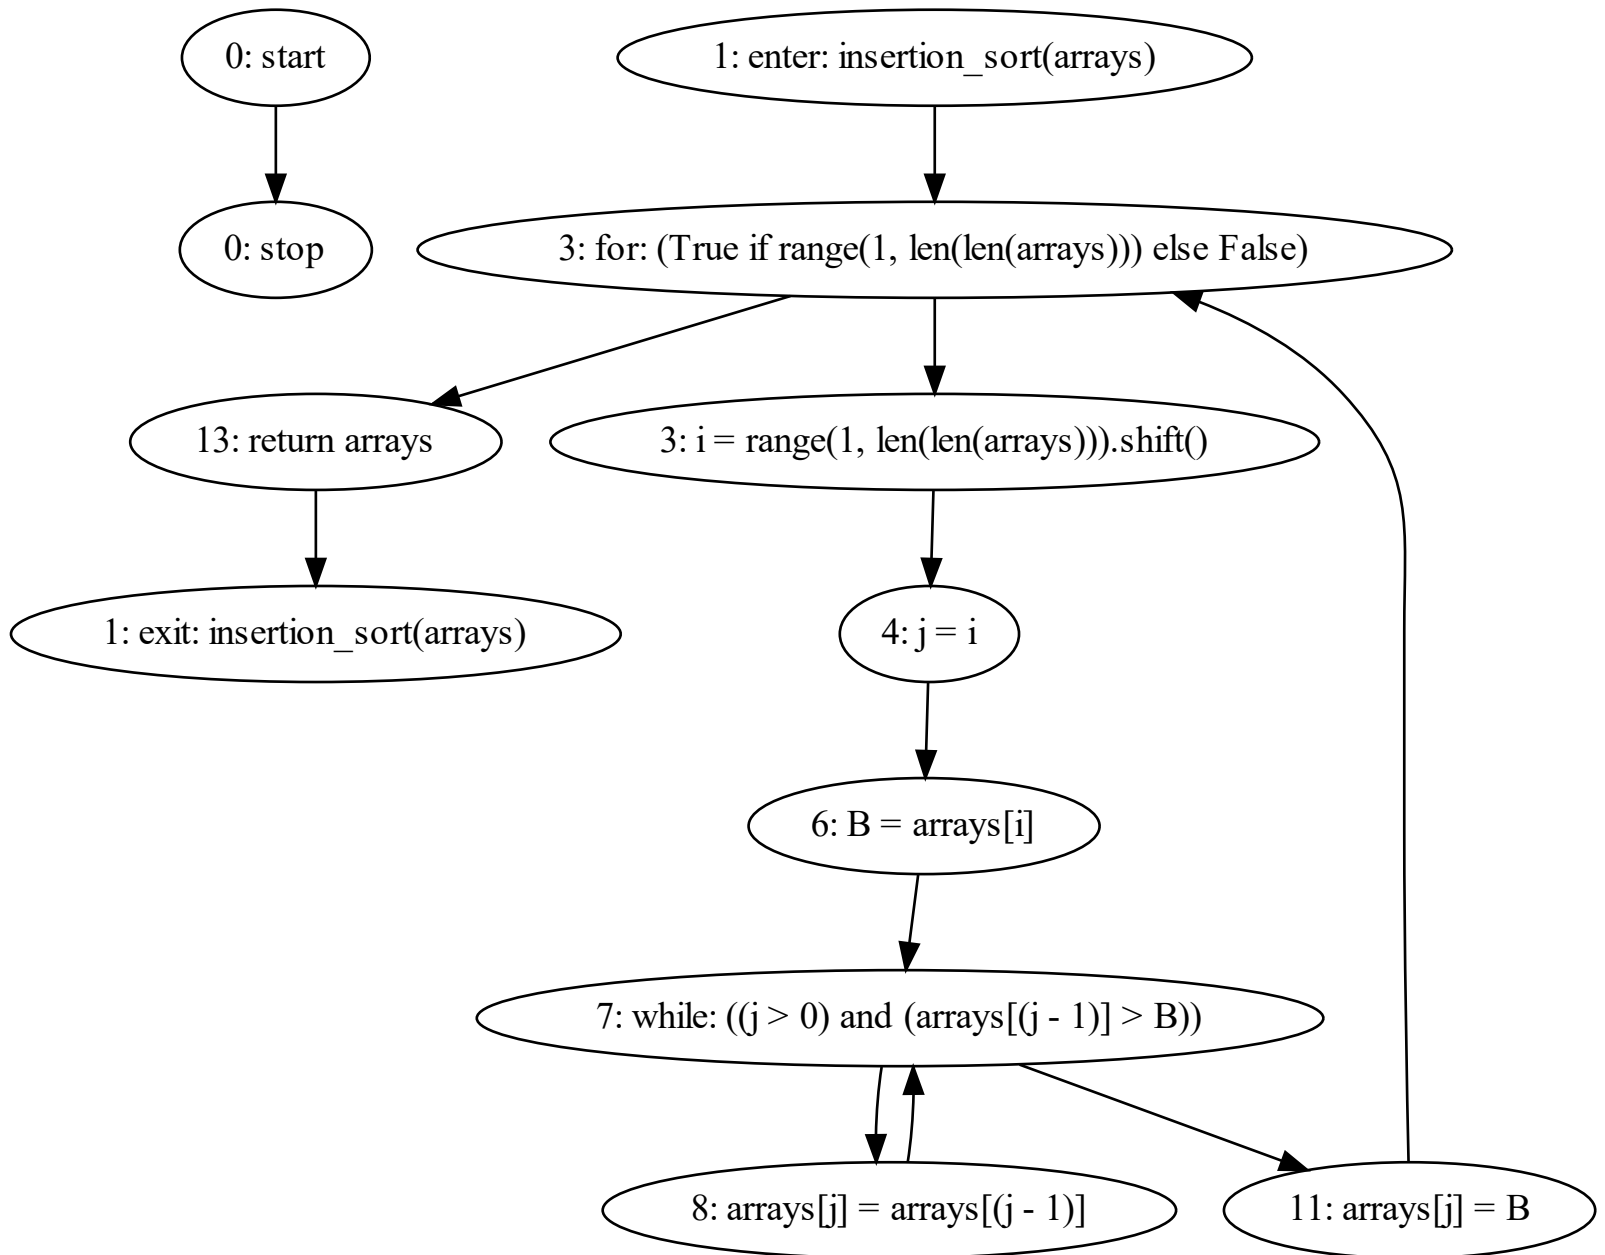 0: start
1: enter: insertion_sort(arrays)
0: stop
3: for: (True if range(1, len(len(arrays))) else False)
13: return arrays
3: i = range(1, len(len(arrays))).shift()
1: exit: insertion_sort(arrays)
4: j = i
6: B = arrays[i]
7: while: ((j > 0) and (arrays[(j - 1)] > B))
8: arrays[j] = arrays[(j - 1)]
11: arrays[j] = B